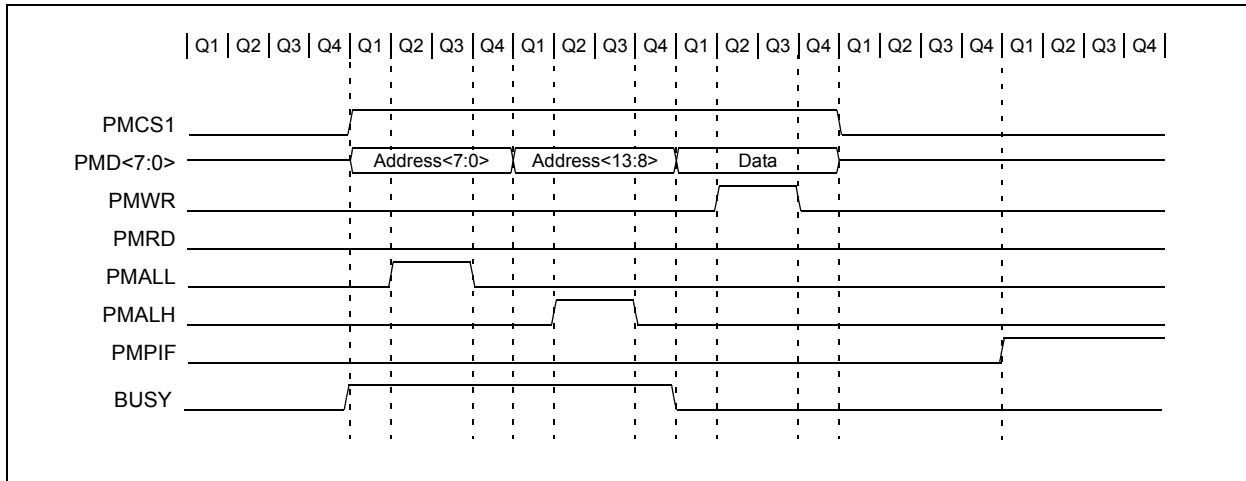 Q1 Q2 Q3 Q4 Q1 Q2 Q3 Q4 Q1 Q2 Q3 Q4 Q1 Q2 Q3 Q4 Q1 Q2 Q3 Q4 Q1 Q2 Q3 Q4
PMCS1
PMD<7:0> Address<7:0> Address<13:8> Data
PMWR
PMRD
PMALL
PMALH
PMPIF
BUSY